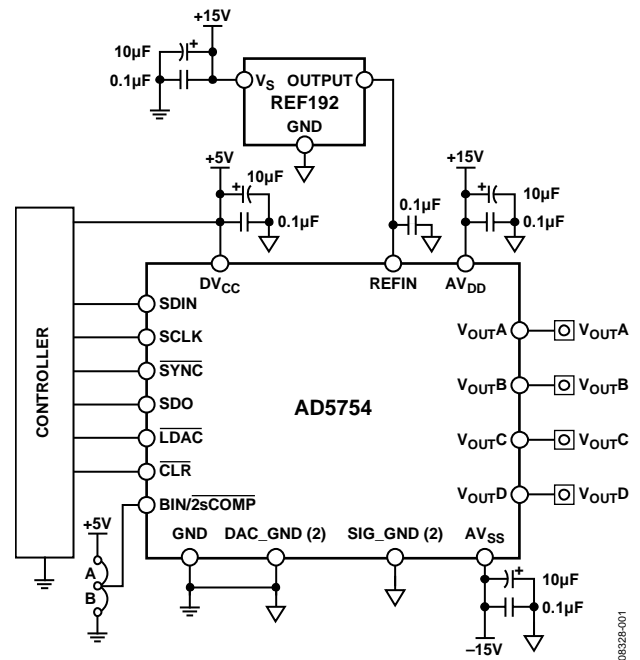 +15V
10µF
+
0.1µF
VS
OUTPUT
REF192
GND
+5V
+
10µF
0.1µF
0.1µF
+15V
+
10µF
0.1µF
CONTROLLER
DVCC
REFIN
AVDD
SDIN
SCLK
SYNC
SDO
LDAC
CLR
BIN/2sCOMP
AD5754
VOUTA
VOUTA
VOUTB
VOUTB
VOUTC
VOUTC
VOUTD
VOUTD
+5V
A
B
GND
DAC_GND (2)
SIG_GND (2)
AVSS
+
10µF
0.1µF
–15V
08328-001